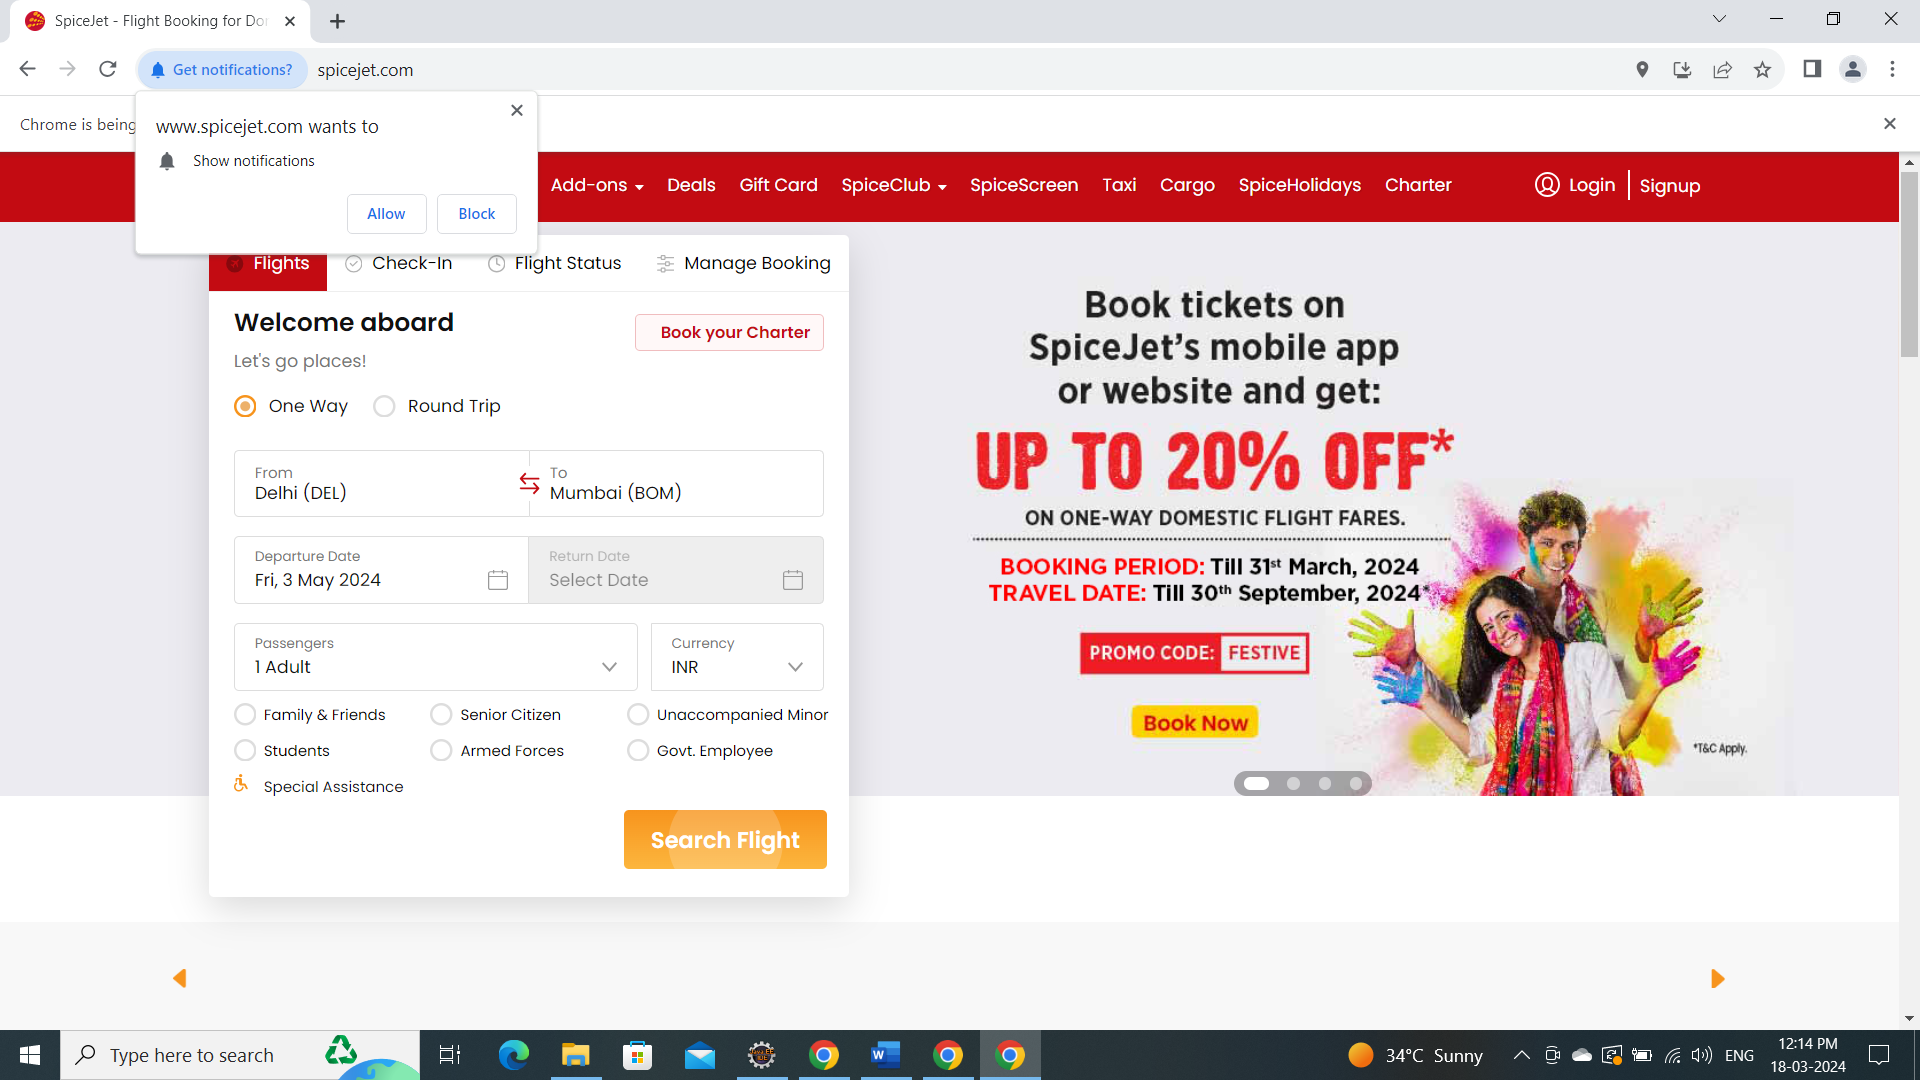 SpiceJet - Flight Booking for Do
Get notifications?
spicejet.com
Chrome is being
www.spicejet.com wants to
Show notifications
Allow
Block
Add-ons
Deals
Gift Card
SpiceClub
SpiceScreen
Taxi
Cargo
SpiceHolidays
Charter
Login
Signup
Flights
Check-In
Flight Status
Manage Booking
Welcome aboard
Book your Charter
Let's go places!
One Way
Round Trip
From
Delhi (DEL)
To
Mumbai (BOM)
Departure Date
Fri, 3 May 2024
Return Date
Select Date
Passengers
1 Adult
Currency
INR
Family & Friends
Senior Citizen
Unaccompanied Minor
Students
Armed Forces
Govt. Employee
Special Assistance
Search Flight
Book tickets on
SpiceJet's mobile app
or website and get:
UP TO 20% OFF*
ON ONE-WAY DOMESTIC FLIGHT FARES.
BOOKING PERIOD: Till 31st March, 2024
TRAVEL DATE: Till 30th September, 2024*
PROMO CODE: FESTIVE
Book Now
*T&C Apply.
Type here to search
34°C Sunny
ENG
12:14 PM
18-03-2024